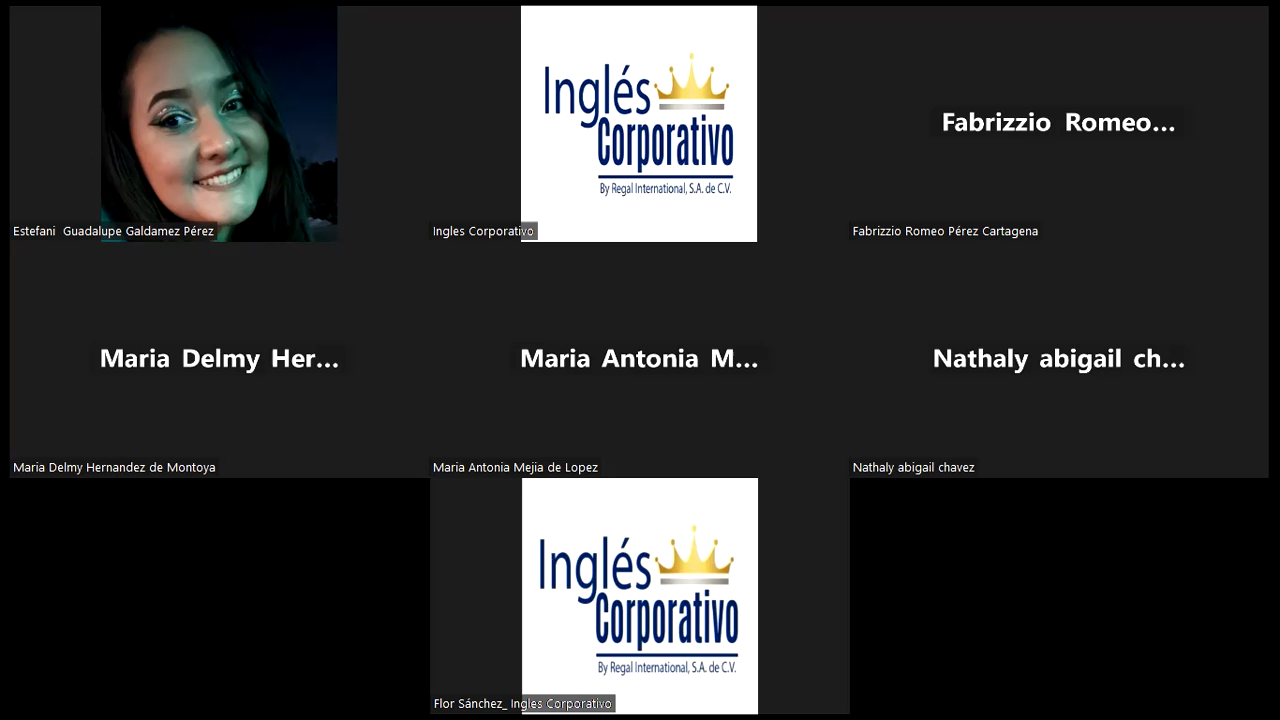 Estefani  Guadalupe Galdamez Pérez
Inglés
Corporativo
By Regal International, S.A. de C.V.
Ingles Corporativo
Fabrizzio Romeo...
Fabrizzio Romeo Pérez Cartagena
Maria Delmy Her...
Maria Delmy Hernandez de Montoya
Maria Antonia M...
Maria Antonia Mejia de Lopez
Nathaly abigail ch...
Nathaly abigail chavez
Inglés
Corporativo
By Regal International, S.A. de C.V.
Flor Sánchez_ Ingles Corporativo